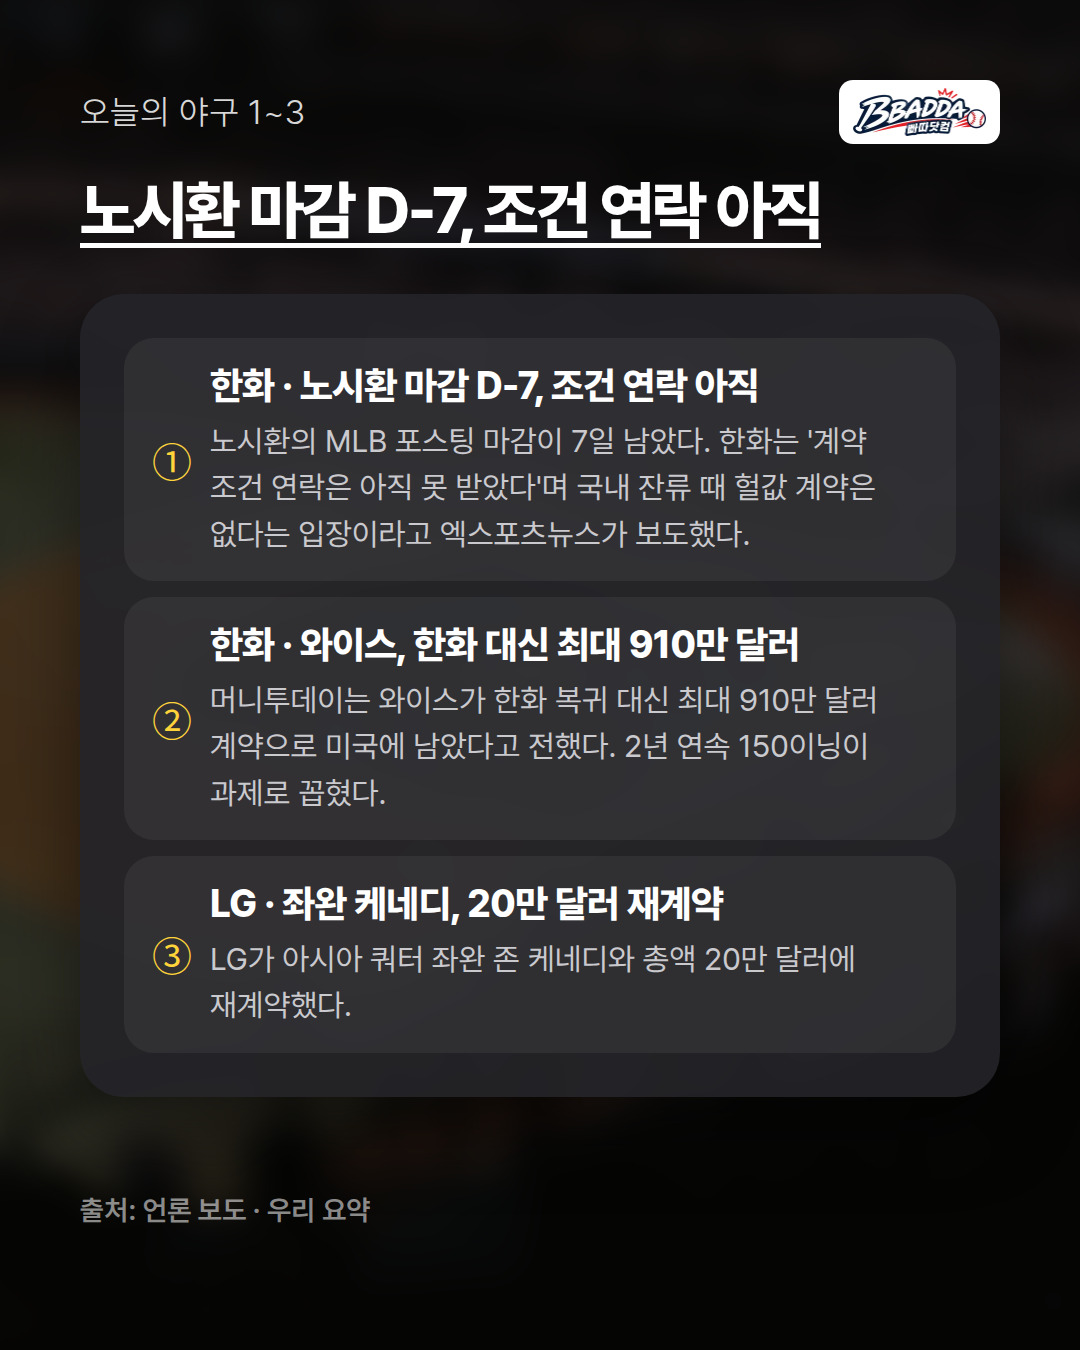 오늘의 야구 1~3
BBADDA
빠따닷컴
노시환 마감 D-7, 조건 연락 아직
한화 · 노시환 마감 D-7, 조건 연락 아직
①
노시환의 MLB 포스팅 마감이 7일 남았다. 한화는 '계약
조건 연락은 아직 못 받았다'며 국내 잔류 때 헐값 계약은
없다는 입장이라고 엑스포츠뉴스가 보도했다.
한화 · 와이스, 한화 대신 최대 910만 달러
②
머니투데이는 와이스가 한화 복귀 대신 최대 910만 달러
계약으로 미국에 남았다고 전했다. 2년 연속 150이닝이
과제로 꼽혔다.
LG · 좌완 케네디, 20만 달러 재계약
③
LG가 아시아 쿼터 좌완 존 케네디와 총액 20만 달러에
재계약했다.
출처: 언론 보도 · 우리 요약